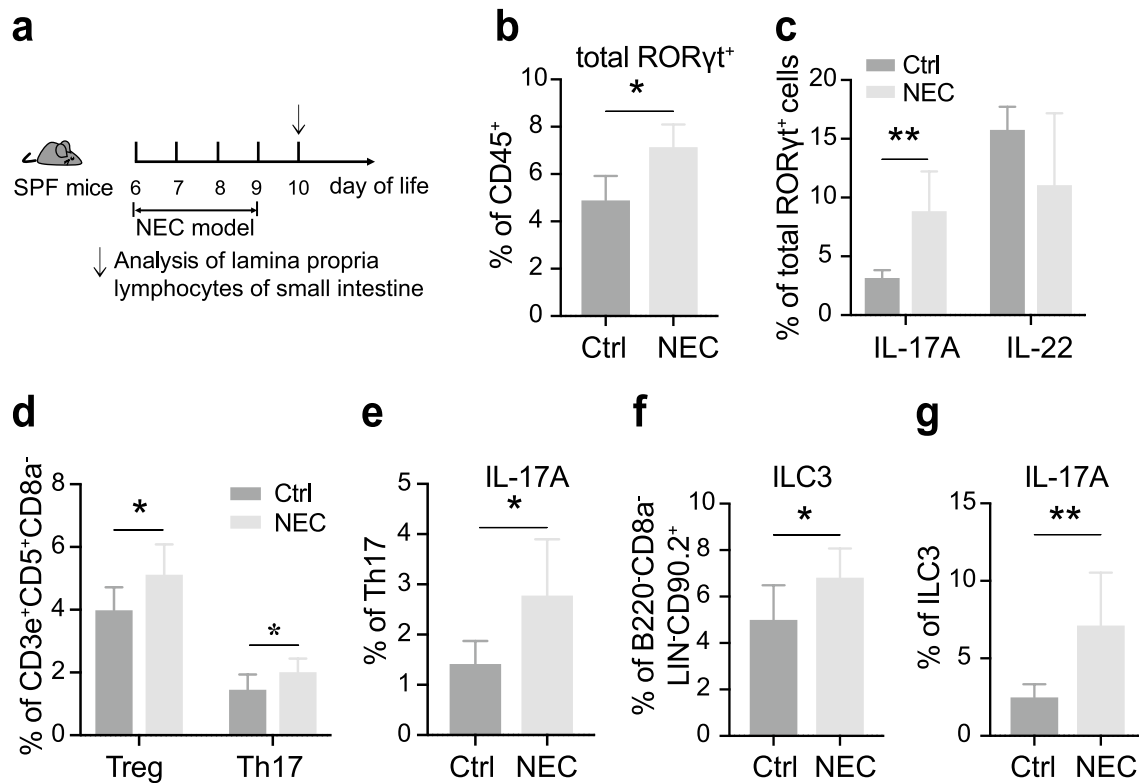 a
SPF mice
6 7 8 9 10 day of life
NEC model
Analysis of lamina propria
lymphocytes of small intestine
b
total RORγt⁺
% of CD45⁺
10
8
6
4
2
0
*
Ctrl NEC
c
% of total RORγt⁺ cells
20
15
10
5
0
Ctrl
NEC
**
IL-17A IL-22
d
% of CD3e⁺CD5⁺CD8a⁻
8
6
4
2
0
Ctrl
NEC
*
*
Treg Th17
e
IL-17A
% of Th17
5
4
3
2
1
0
*
Ctrl NEC
f
ILC3
% of B220⁻CD8a⁻
LIN⁻CD90.2⁺
10
8
6
4
2
0
*
Ctrl NEC
g
IL-17A
% of ILC3
15
10
5
0
**
Ctrl NEC